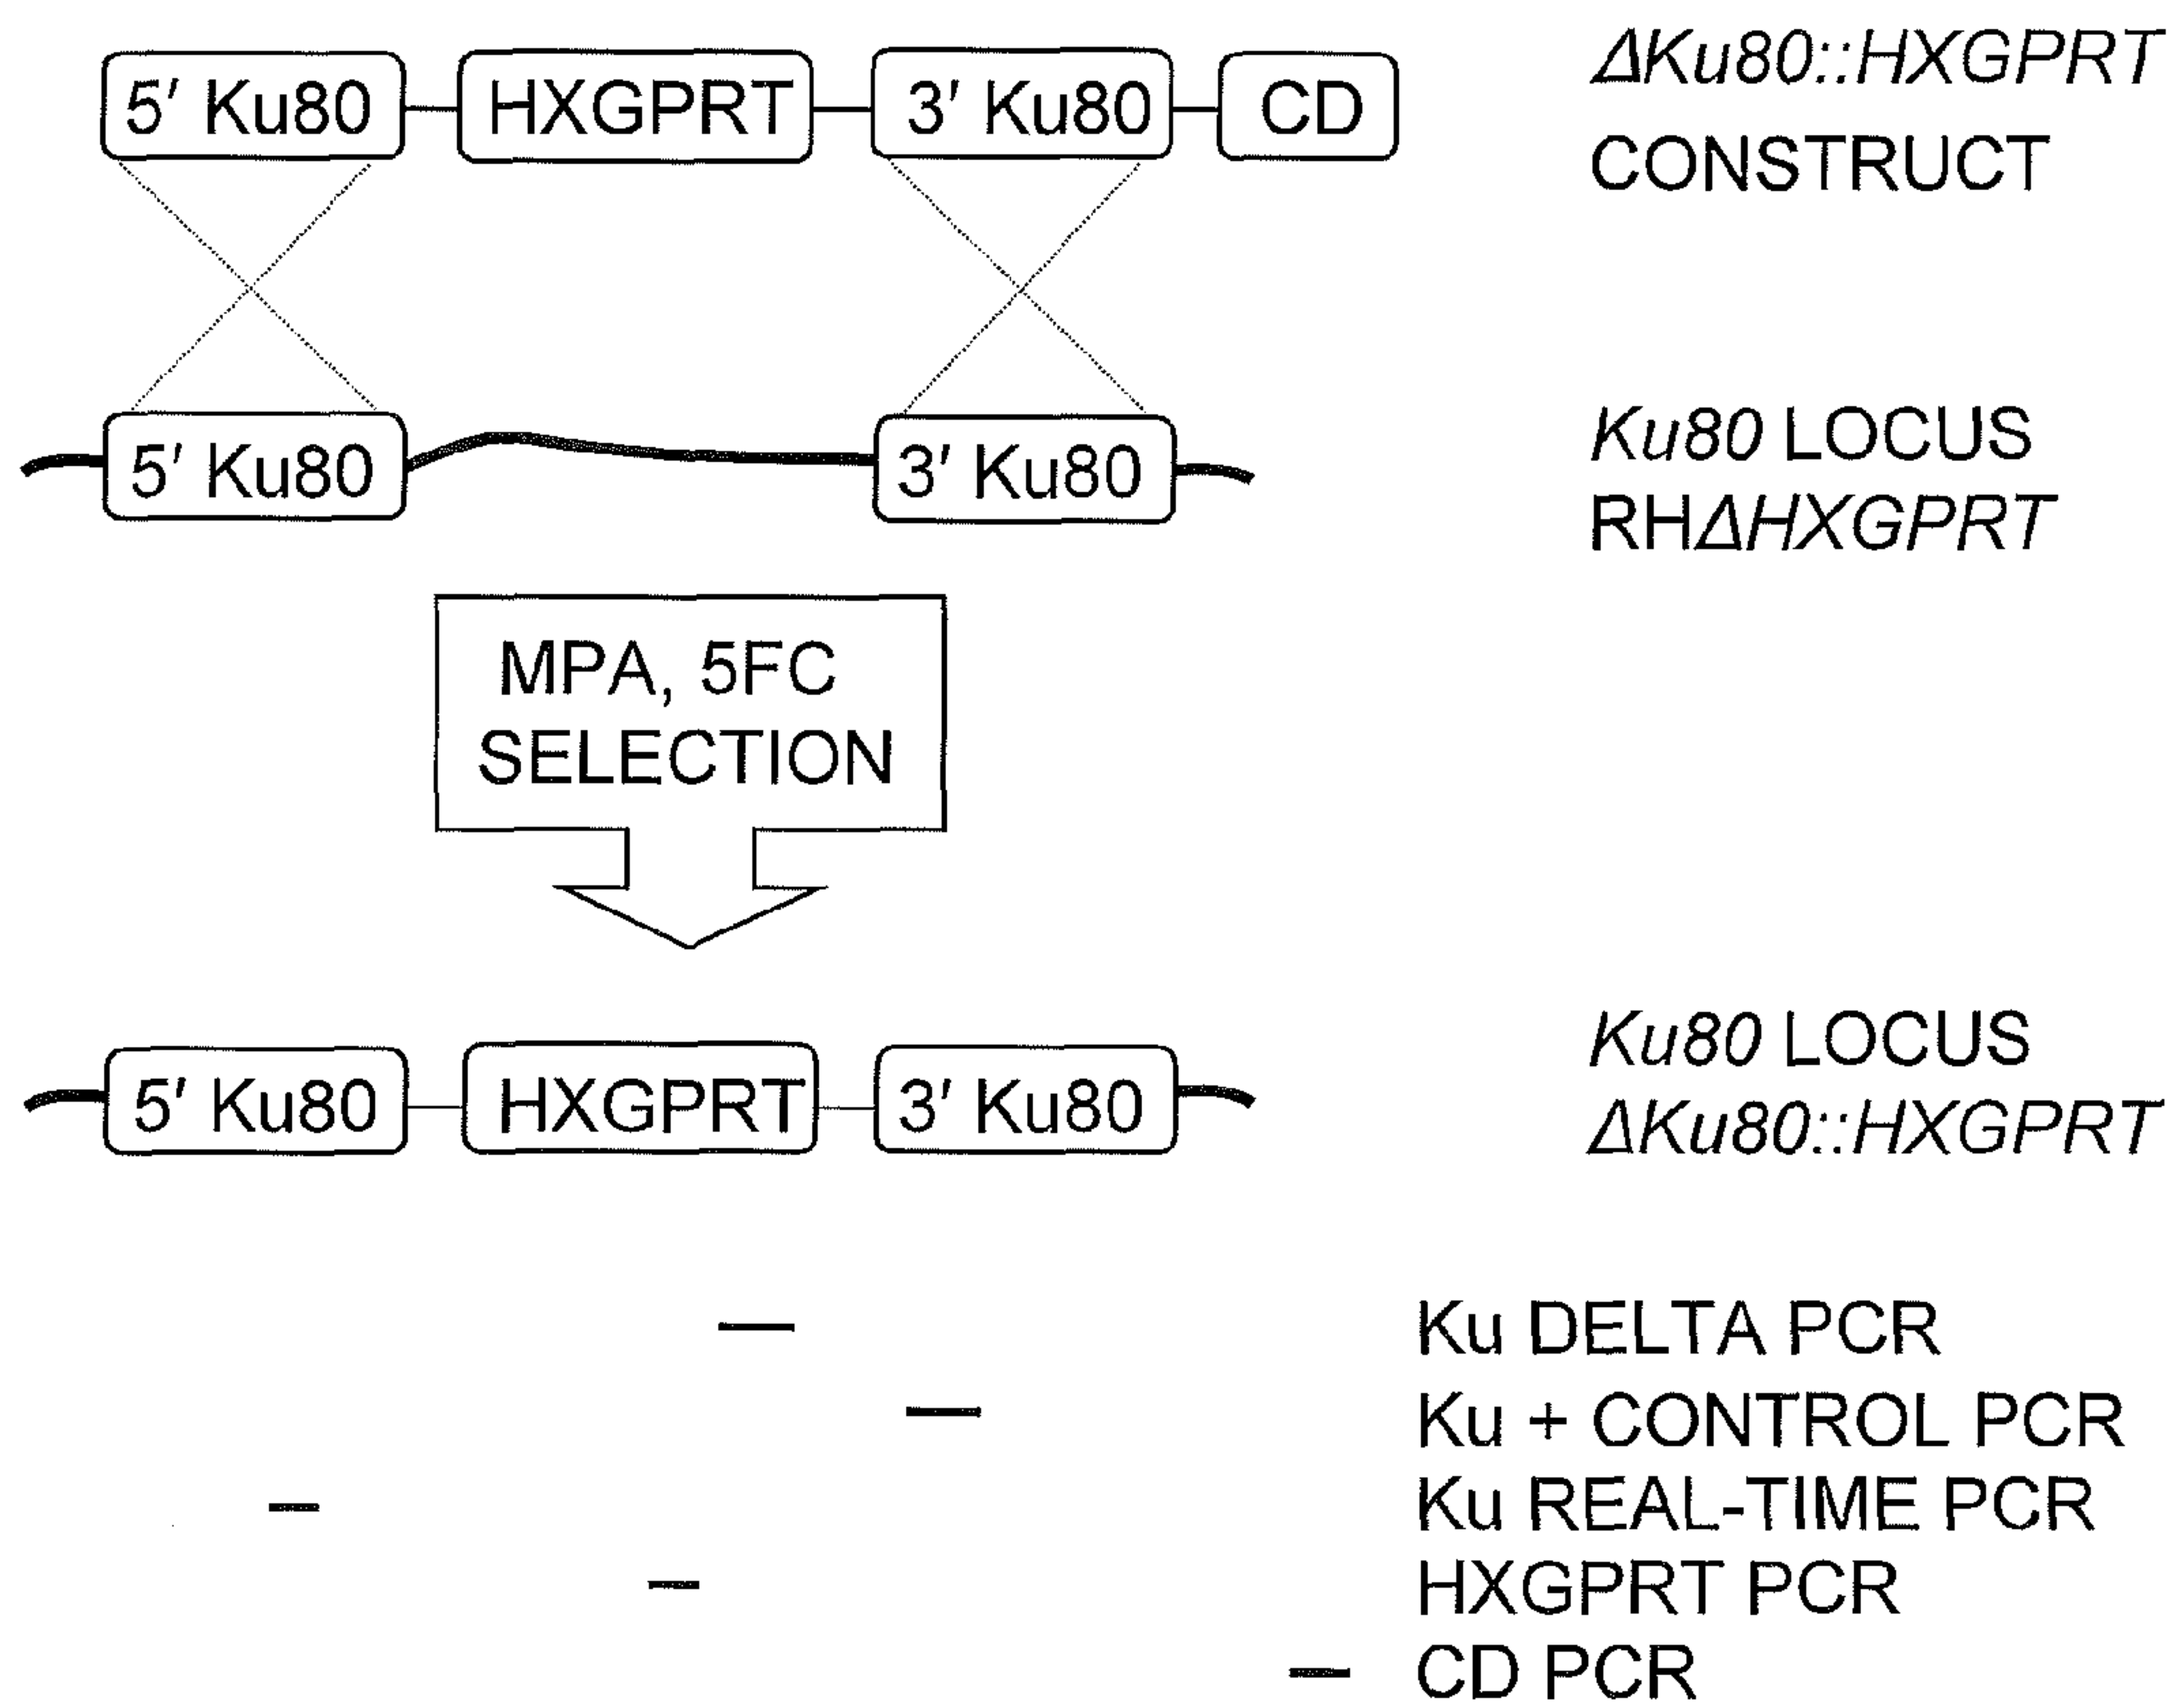 5′ Ku80 HXGPRT 3′ Ku80 CD
ΔKu80::HXGPRT
CONSTRUCT
5′ Ku80 3′ Ku80
Ku80 LOCUS
RHΔHXGPRT
MPA, 5FC
SELECTION
5′ Ku80 HXGPRT 3′ Ku80
Ku80 LOCUS
ΔKu80::HXGPRT
Ku DELTA PCR
Ku + CONTROL PCR
Ku REAL-TIME PCR
HXGPRT PCR
CD PCR